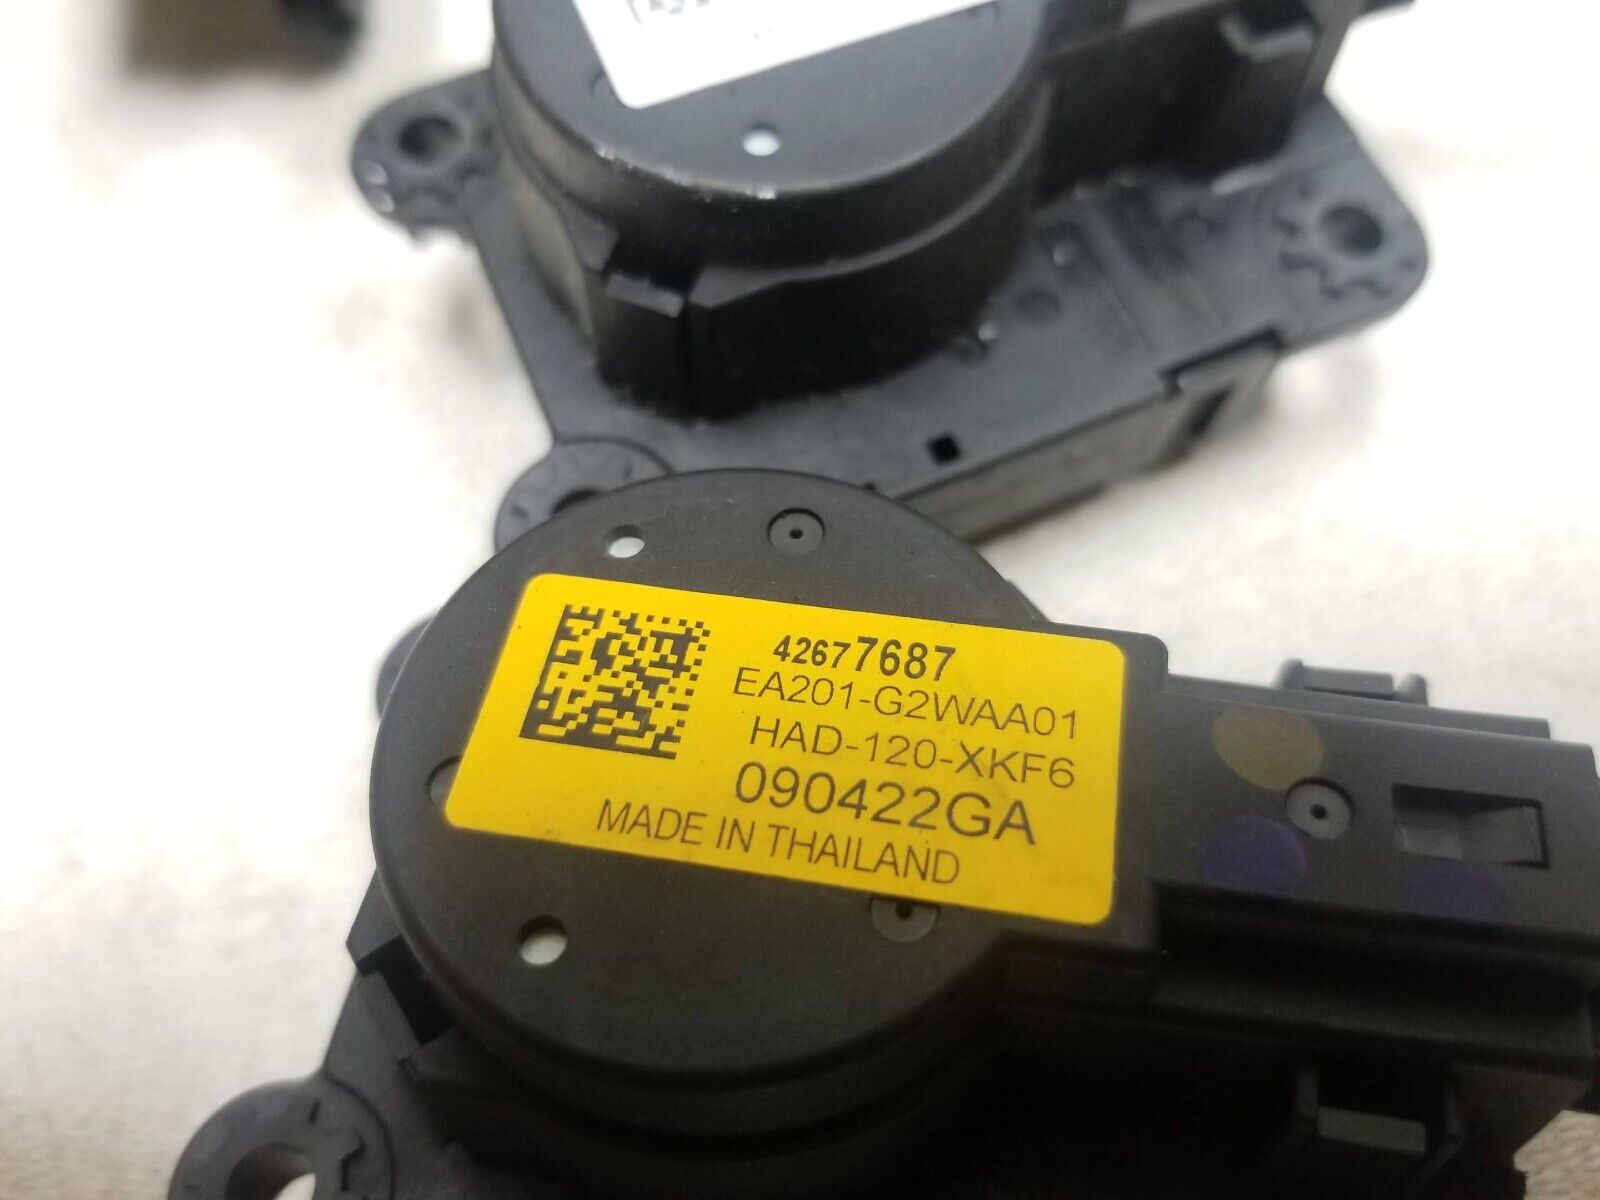 42677687
EA201-G2WAA01
HAD-120-XKF6
090422GA
MADE IN THAILAND